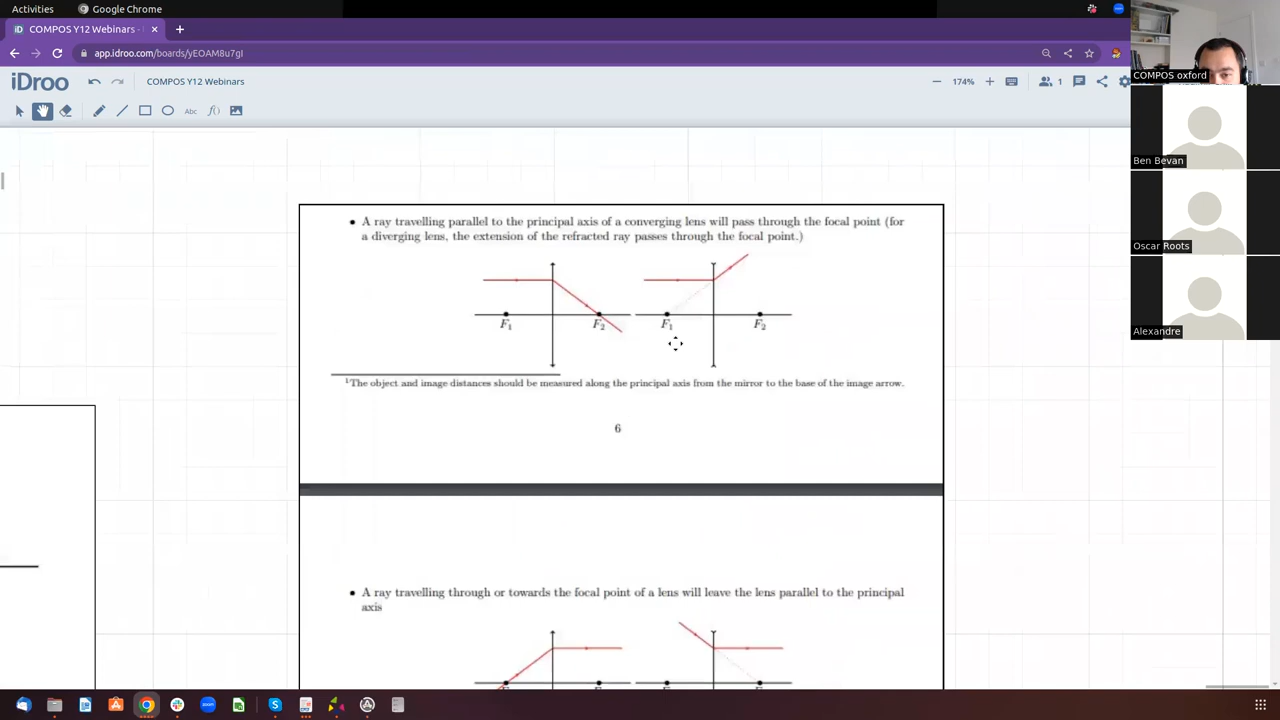 Activities
Google Chrome
COMPOS Y12 Webinars -
app.idroo.com/boards/yEOAM8u7gI
iDroo
COMPOS Y12 Webinars
174%
1
Abc
f()
COMPOS oxford
Ben Bevan
Oscar Roots
Alexandre
• A ray travelling parallel to the principal axis of a converging lens will pass through the focal point (for
a diverging lens, the extension of the refracted ray passes through the focal point.)
F1 F2 F1 F2
1The object and image distances should be measured along the principal axis from the mirror to the base of the image arrow.
6
• A ray travelling through or towards the focal point of a lens will leave the lens parallel to the principal
axis